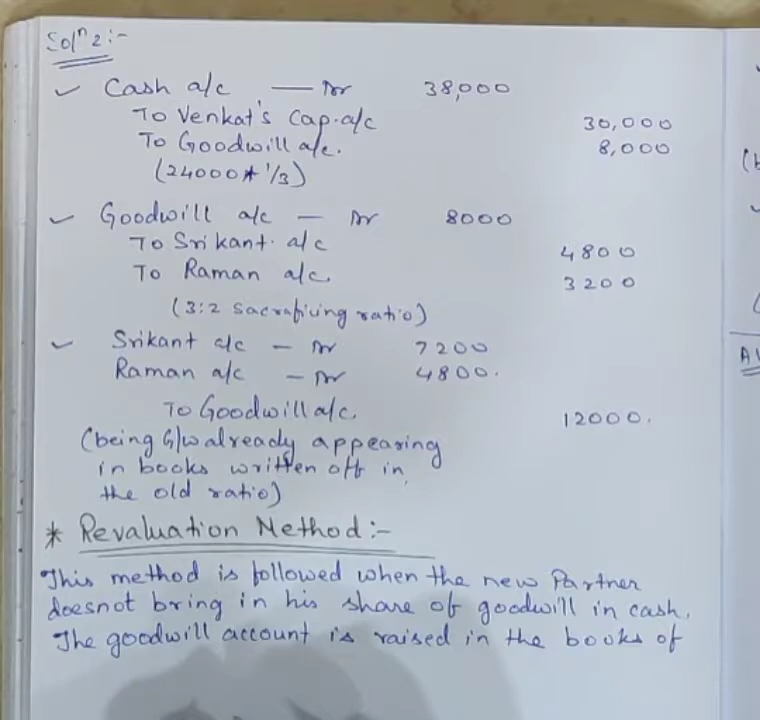 Solⁿ 2:-
✓ Cash a/c — Dr 38,000
To Venkat's Cap. a/c 30,000
To Goodwill a/c. 8,000
(24000 * 1/3)
✓ Goodwill a/c — Dr 8000
To Srikant. a/c 4800
To Raman a/c. 3200
(3:2 Sacrafising ratio)
✓ Srikant a/c — Dr 7200
Raman a/c — Dr 4800.
To Goodwill a/c. 12000.
(being G/w already appearing
in books written off in
the old ratio)
* Revaluation Method:-
This method is followed when the new Partner
doesnot bring in his share of goodwill in cash.
The goodwill account is raised in the books of
(b
(